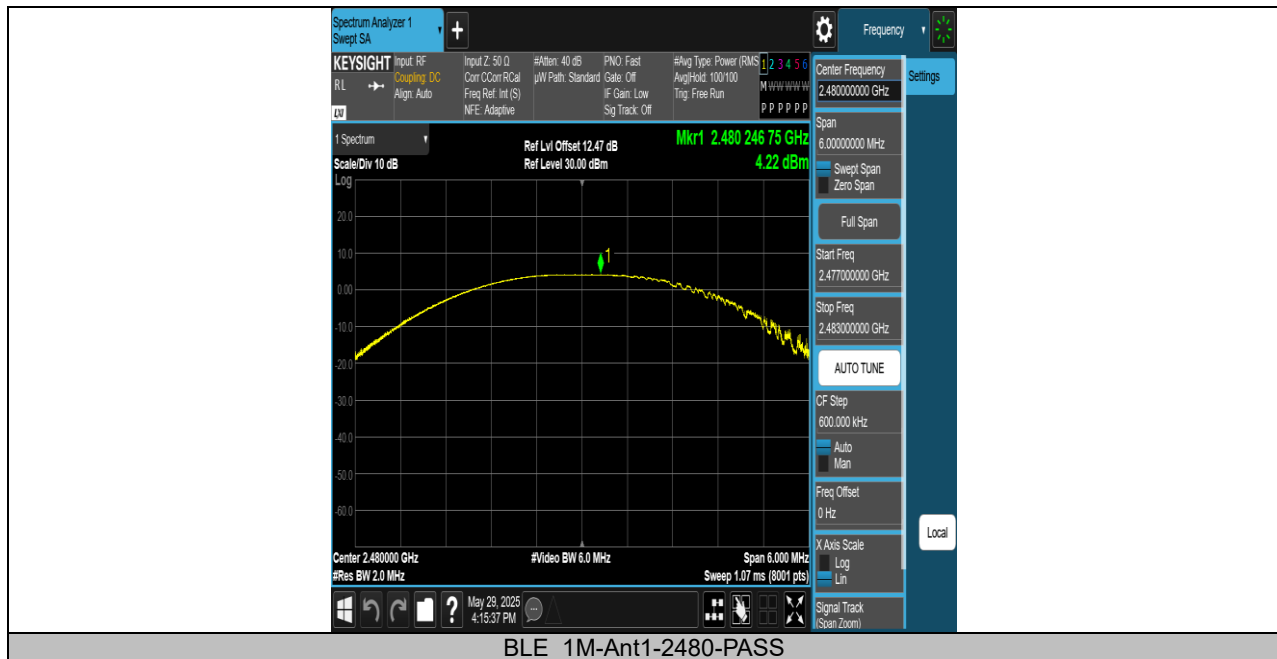 Spectrum Analyzer 1
Swept SA
+
Frequency
KEYSIGHT
RL
LXI
Input: RF
Coupling: DC
Align: Auto
Input Z: 50 Ω
Corr CCorr RCal
Freq Ref: Int (S)
NFE: Adaptive
#Atten: 40 dB
µW Path: Standard
PNO: Fast
Gate: Off
IF Gain: Low
Sig Track: Off
#Avg Type: Power (RMS
Avg|Hold: 100/100
Trig: Free Run
1 2 3 4 5 6
M W W W W W
P P P P P P
1 Spectrum
Scale/Div 10 dB
Log
Ref Lvl Offset 12.47 dB
Ref Level 30.00 dBm
Mkr1 2.480 246 75 GHz
4.22 dBm
20.0
10.0
0.00
-10.0
-20.0
-30.0
-40.0
-50.0
-60.0
1
Center 2.480000 GHz
#Res BW 2.0 MHz
#Video BW 6.0 MHz
Span 6.000 MHz
Sweep 1.07 ms (8001 pts)
?
May 29, 2025
4:15:37 PM
Center Frequency
2.480000000 GHz
Span
6.00000000 MHz
Swept Span
Zero Span
Full Span
Start Freq
2.477000000 GHz
Stop Freq
2.483000000 GHz
AUTO TUNE
CF Step
600.000 kHz
Auto
Man
Freq Offset
0 Hz
X Axis Scale
Log
Lin
Signal Track
(Span Zoom)
Settings
Local
BLE_1M-Ant1-2480-PASS